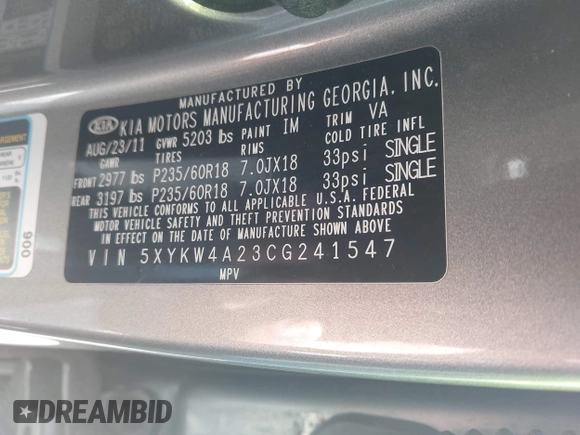 MANUFACTURED BY
KIA KIA MOTORS MANUFACTURING GEORGIA, INC.
AUG/23/11 GVWR 5203 lbs PAINT IM TRIM VA
GAWR TIRES RIMS COLD TIRE INFL
FRONT 2977 lbs P235/60R18 7.0JX18 33psi SINGLE
REAR 3197 lbs P235/60R18 7.0JX18 33psi SINGLE
THIS VEHICLE CONFORMS TO ALL APPLICABLE U.S.A. FEDERAL
MOTOR VEHICLE SAFETY AND THEFT PREVENTION STANDARDS
IN EFFECT ON THE DATE OF MANUFACTURE SHOWN ABOVE
VIN 5XYKW4A23CG241547
MPV
006
DREAMBID